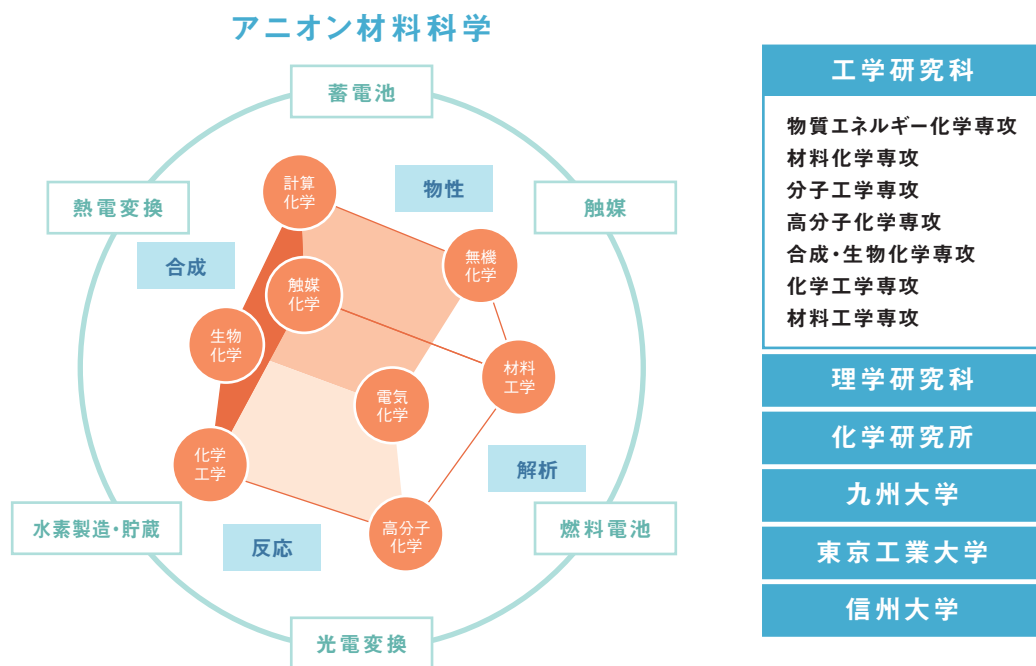 アニオン材料科学
蓄電池
熱電変換
触媒
水素製造・貯蔵
燃料電池
光電変換
物性
合成
解析
反応
計算
化学
無機
化学
触媒
化学
生物
化学
材料
工学
電気
化学
化学
工学
高分子
化学
工学研究科
物質エネルギー化学専攻
材料化学専攻
分子工学専攻
高分子化学専攻
合成・生物化学専攻
化学工学専攻
材料工学専攻
理学研究科
化学研究所
九州大学
東京工業大学
信州大学